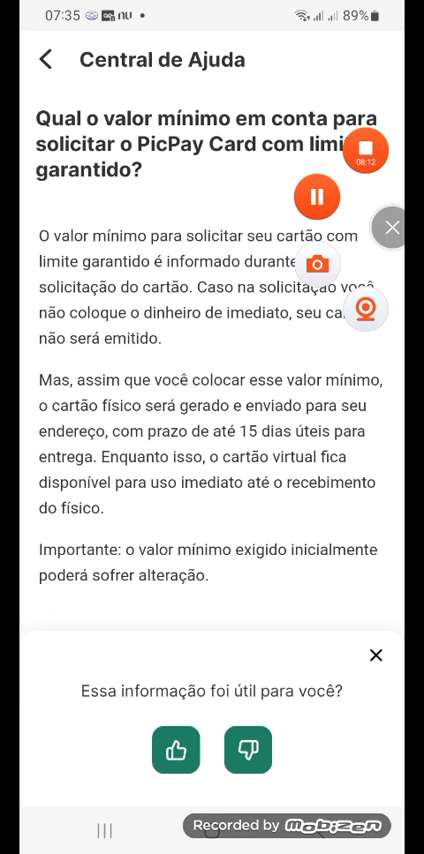 07:35 89%
Central de Ajuda
Qual o valor mínimo em conta para
solicitar o PicPay Card com limi
garantido?
08:12
O valor mínimo para solicitar seu cartão com
limite garantido é informado durante
solicitação do cartão. Caso na solicitação você
não coloque o dinheiro de imediato, seu ca
não será emitido.
Mas, assim que você colocar esse valor mínimo,
o cartão físico será gerado e enviado para seu
endereço, com prazo de até 15 dias úteis para
entrega. Enquanto isso, o cartão virtual fica
disponível para uso imediato até o recebimento
do físico.
Importante: o valor mínimo exigido inicialmente
poderá sofrer alteração.
Essa informação foi útil para você?
Recorded by Mobizen